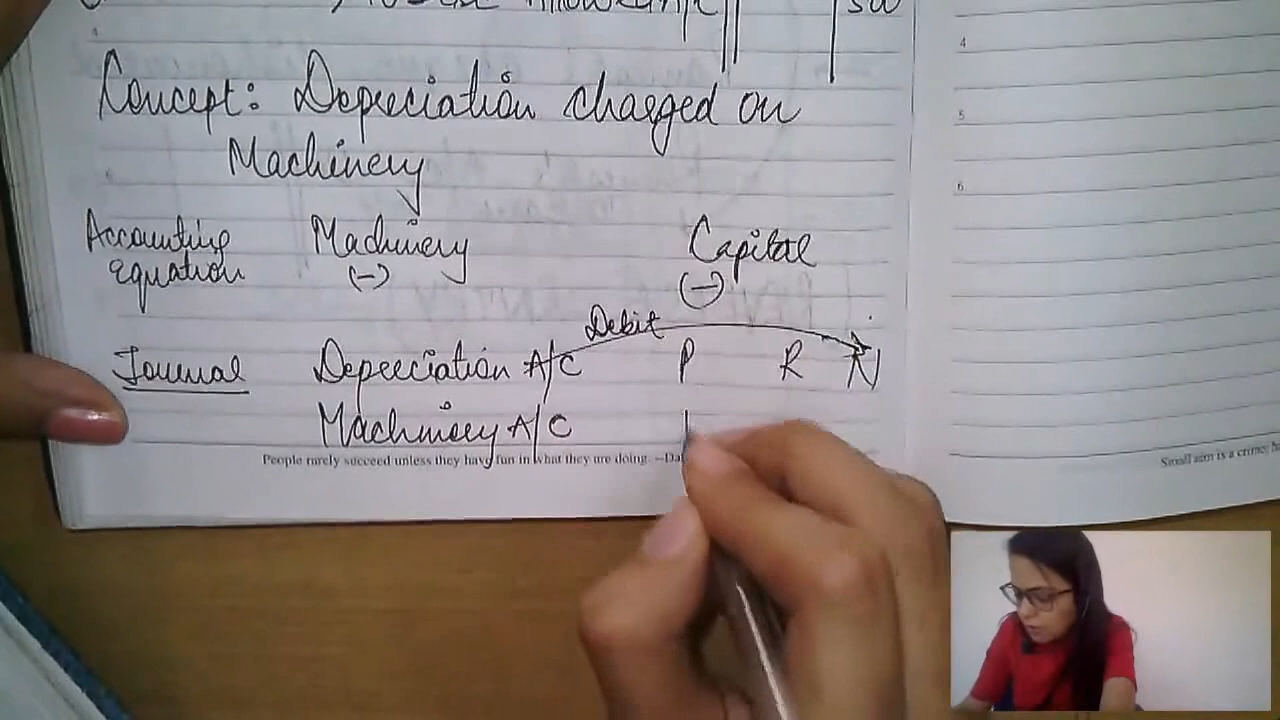 Concept: Depreciation charged on
Machinery
Accounting Machinery Capital
equation (-) (-)
Debit
Journal Depreciation A/C P R N
Machinery A/C
People rarely succeed unless they have fun in what they are doing. —Da
Small aim is a crime;
4
5
6